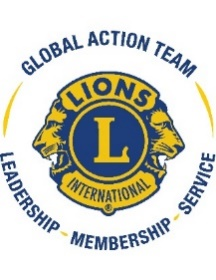 GLOBAL ACTION TEAM
LIONS
L
INTERNATIONAL
®
LEADERSHIP - MEMBERSHIP - SERVICE